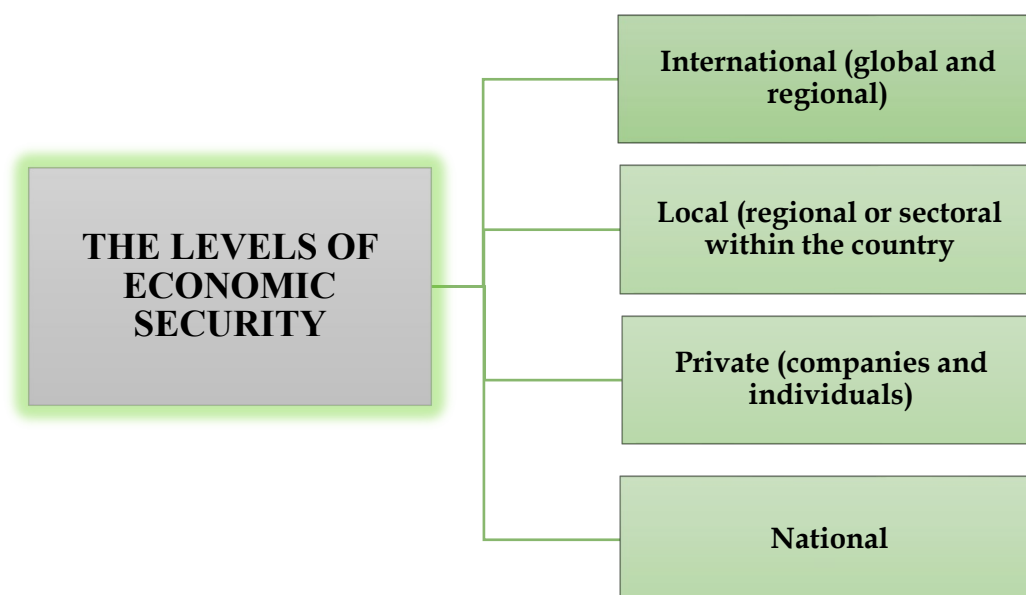 THE LEVELS OF
ECONOMIC
SECURITY
International (global and
regional)
Local (regional or sectoral
within the country
Private (companies and
individuals)
National